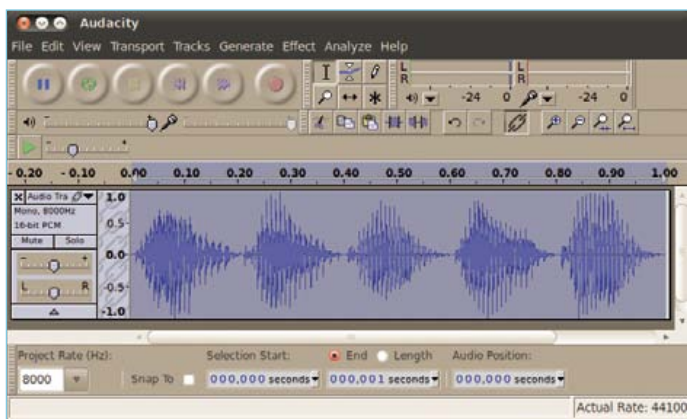 Audacity
File Edit View Transport Tracks Generate Effect Analyze Help
L
R
L
R
-24 0
-24 0
- 0.20 - 0.10 0.00 0.10 0.20 0.30 0.40 0.50 0.60 0.70 0.80 0.90 1.00
X Audio Tra
Mono, 8000Hz
16-bit PCM
Mute Solo
- +
L R
1.0
0.5
0.0
-0.5
-1.0
Project Rate (Hz): Selection Start: End Length Audio Position:
8000 Snap To 000,000 seconds 000,001 seconds 000,000 seconds
Actual Rate: 44100